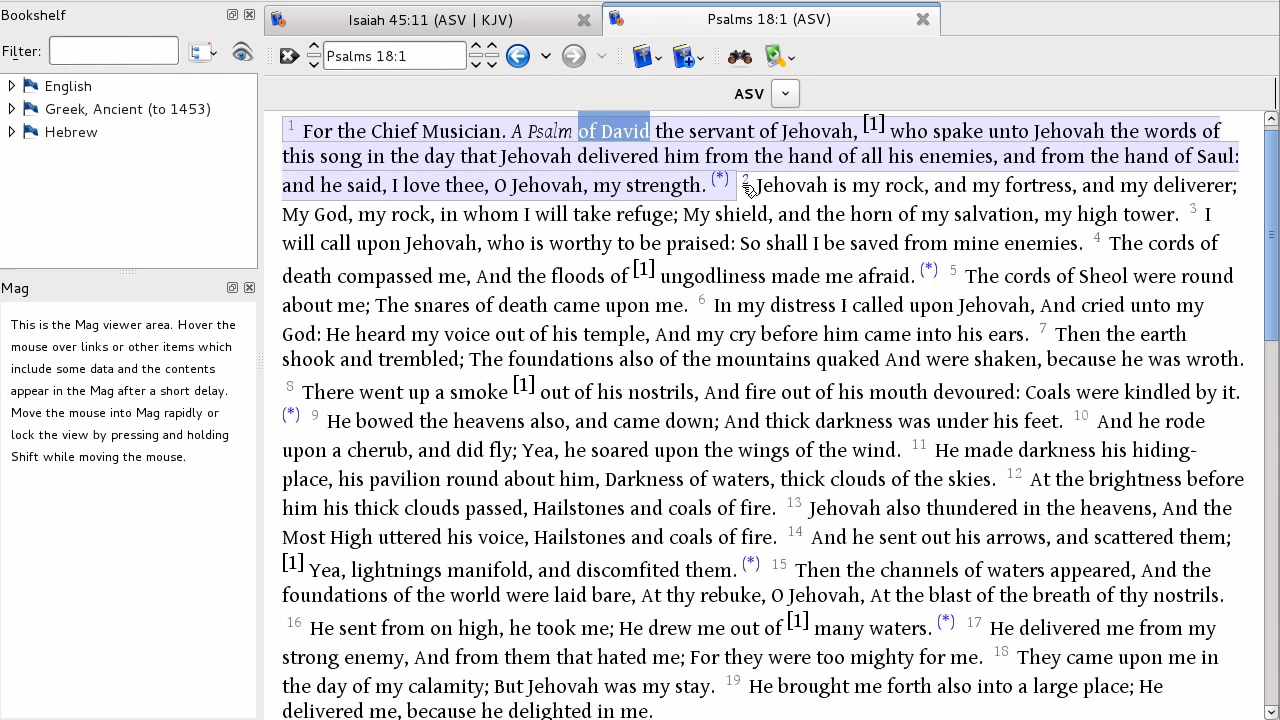 Bookshelf
Filter:
English
Greek, Ancient (to 1453)
Hebrew
Mag
This is the Mag viewer area. Hover the
mouse over links or other items which
include some data and the contents
appear in the Mag after a short delay.
Move the mouse into Mag rapidly or
lock the view by pressing and holding
Shift while moving the mouse.
Isaiah 45:11 (ASV | KJV)
Psalms 18:1 (ASV)
Psalms 18:1
ASV
1 For the Chief Musician. A Psalm of David the servant of Jehovah, [1] who spake unto Jehovah the words of
this song in the day that Jehovah delivered him from the hand of all his enemies, and from the hand of Saul:
and he said, I love thee, O Jehovah, my strength. (*) 2 Jehovah is my rock, and my fortress, and my deliverer;
My God, my rock, in whom I will take refuge; My shield, and the horn of my salvation, my high tower. 3 I
will call upon Jehovah, who is worthy to be praised: So shall I be saved from mine enemies. 4 The cords of
death compassed me, And the floods of [1] ungodliness made me afraid. (*) 5 The cords of Sheol were round
about me; The snares of death came upon me. 6 In my distress I called upon Jehovah, And cried unto my
God: He heard my voice out of his temple, And my cry before him came into his ears. 7 Then the earth
shook and trembled; The foundations also of the mountains quaked And were shaken, because he was wroth.
8 There went up a smoke [1] out of his nostrils, And fire out of his mouth devoured: Coals were kindled by it.
(*) 9 He bowed the heavens also, and came down; And thick darkness was under his feet. 10 And he rode
upon a cherub, and did fly; Yea, he soared upon the wings of the wind. 11 He made darkness his hiding-
place, his pavilion round about him, Darkness of waters, thick clouds of the skies. 12 At the brightness before
him his thick clouds passed, Hailstones and coals of fire. 13 Jehovah also thundered in the heavens, And the
Most High uttered his voice, Hailstones and coals of fire. 14 And he sent out his arrows, and scattered them;
[1] Yea, lightnings manifold, and discomfited them. (*) 15 Then the channels of waters appeared, And the
foundations of the world were laid bare, At thy rebuke, O Jehovah, At the blast of the breath of thy nostrils.
16 He sent from on high, he took me; He drew me out of [1] many waters. (*) 17 He delivered me from my
strong enemy, And from them that hated me; For they were too mighty for me. 18 They came upon me in
the day of my calamity; But Jehovah was my stay. 19 He brought me forth also into a large place; He
delivered me, because he delighted in me.